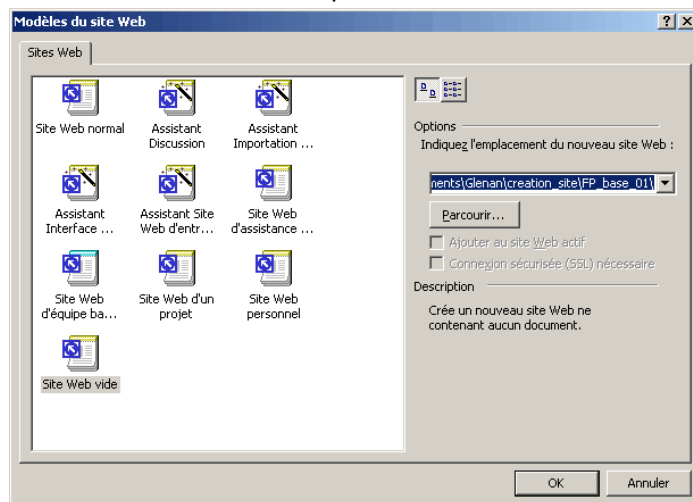 Modèles du site Web
Sites Web
Site Web normal
Assistant
Discussion
Assistant
Importation ...
Assistant
Interface ...
Assistant Site
Web d'entr...
Site Web
d'assistance ...
Site Web
d'équipe ba...
Site Web d'un
projet
Site Web
personnel
Site Web vide
Options
Indiquez l'emplacement du nouveau site Web :
nents\Glenan\creation_site\FP_base_01\
Parcourir...
Ajouter au site Web actif
Connexion sécurisée (SSL) nécessaire
Description
Crée un nouveau site Web ne
contenant aucun document.
OK
Annuler